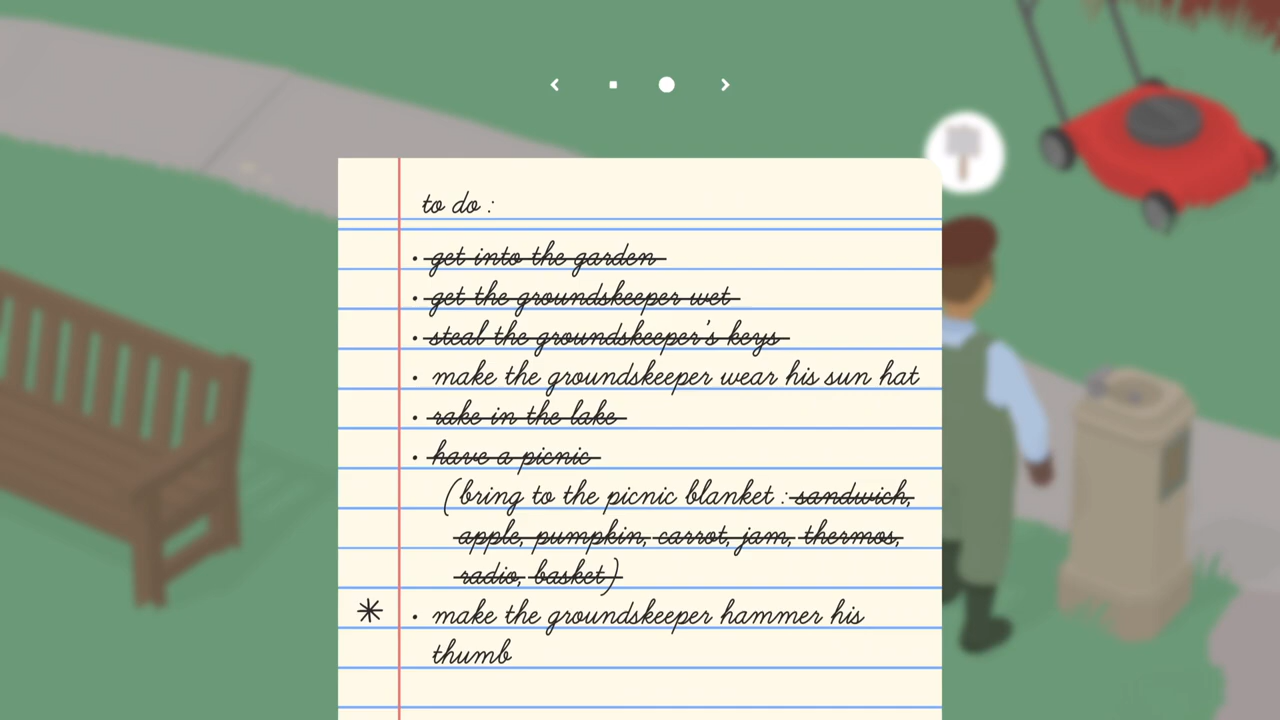 to do :
· get into the garden
· get the groundskeeper wet
· steal the groundskeeper's keys
· make the groundskeeper wear his sun hat
· rake in the lake
· have a picnic
(bring to the picnic blanket : sandwich,
apple, pumpkin, carrot, jam, thermos,
radio, basket)
* · make the groundskeeper hammer his
thumb